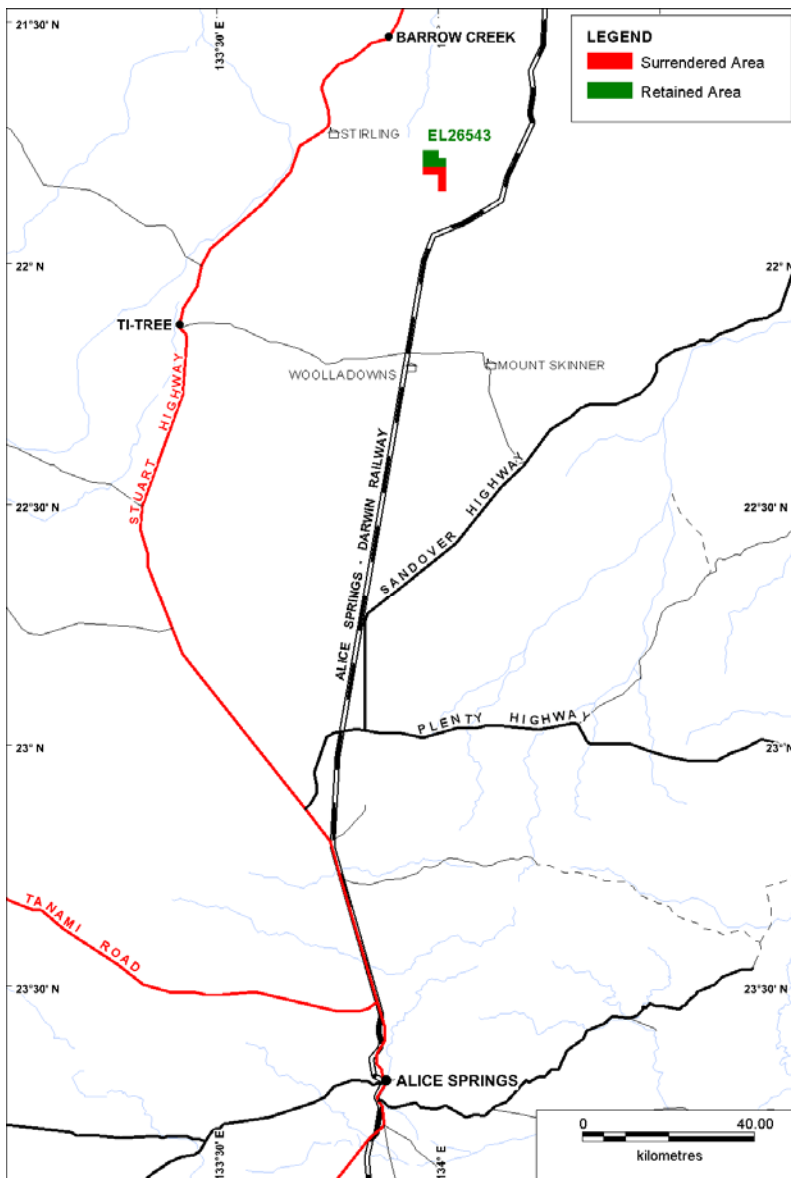 21°30' N
133°30' E
BARROW CREEK
LEGEND
Surrendered Area
Retained Area
STIRLING
EL26543
22° N
22° N
TI-TREE
WOOLLADOWNS
MOUNT SKINNER
STUART HIGHWAY
ALICE SPRINGS - DARWIN RAILWAY
SANDOVER HIGHWAY
22°30' N
22°30' N
PLENTY HIGHWAY
23° N
23° N
TANAMI ROAD
23°30' N
23°30' N
ALICE SPRINGS
133°30' E
134° E
0 40.00
kilometres